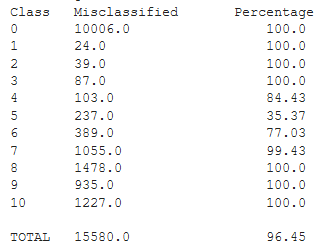 Class Misclassified Percentage
0 10006.0 100.0
1 24.0 100.0
2 39.0 100.0
3 87.0 100.0
4 103.0 84.43
5 237.0 35.37
6 389.0 77.03
7 1055.0 99.43
8 1478.0 100.0
9 935.0 100.0
10 1227.0 100.0
TOTAL 15580.0 96.45